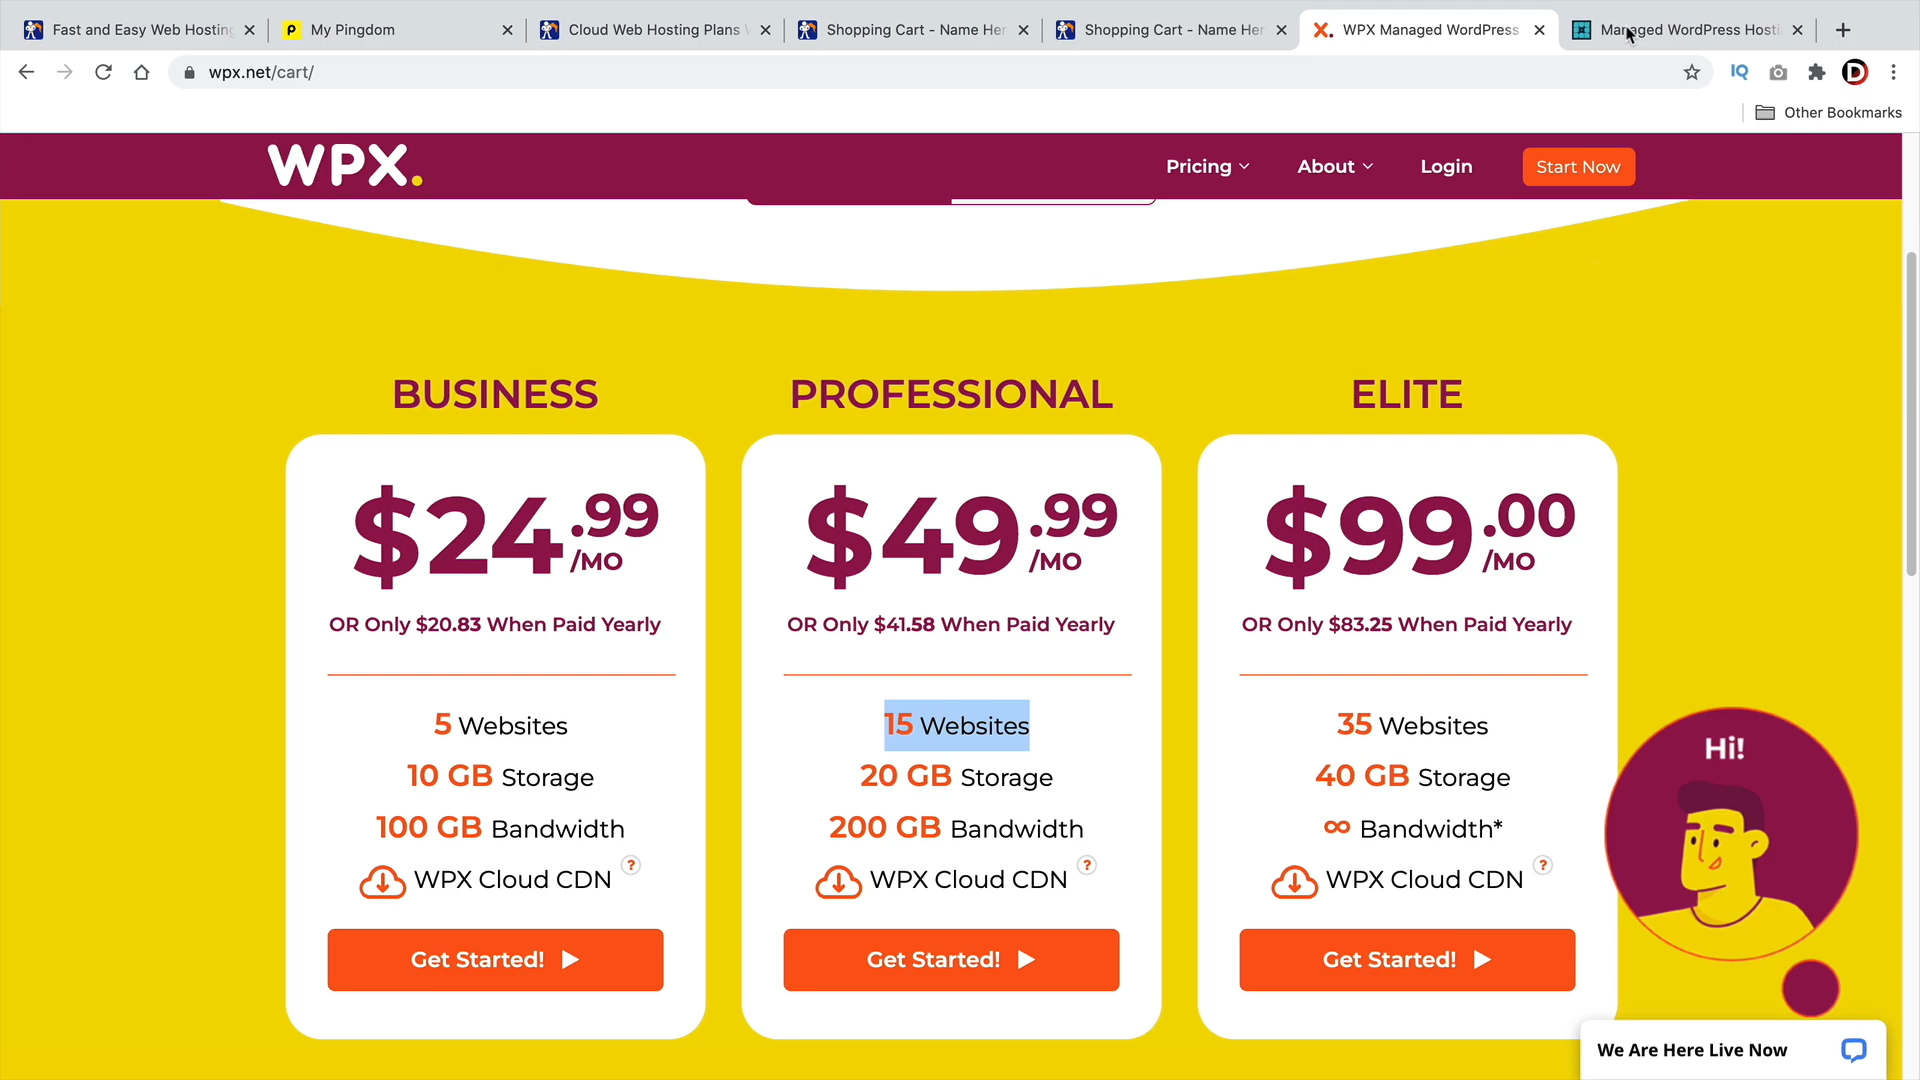 Fast and Easy Web Hosting
My Pingdom
Cloud Web Hosting Plans
Shopping Cart - Name Her
Shopping Cart - Name Her
WPX Managed WordPress
Managed WordPress Hosti
wpx.net/cart/
IQ
Other Bookmarks
WPX.
Pricing
About
Login
Start Now
BUSINESS
PROFESSIONAL
ELITE
$24.99/MO
$49.99/MO
$99.00/MO
OR Only $20.83 When Paid Yearly
OR Only $41.58 When Paid Yearly
OR Only $83.25 When Paid Yearly
5 Websites
15 Websites
35 Websites
10 GB Storage
20 GB Storage
40 GB Storage
100 GB Bandwidth
200 GB Bandwidth
∞ Bandwidth*
WPX Cloud CDN ?
WPX Cloud CDN ?
WPX Cloud CDN ?
Get Started!
Get Started!
Get Started!
Hi!
We Are Here Live Now